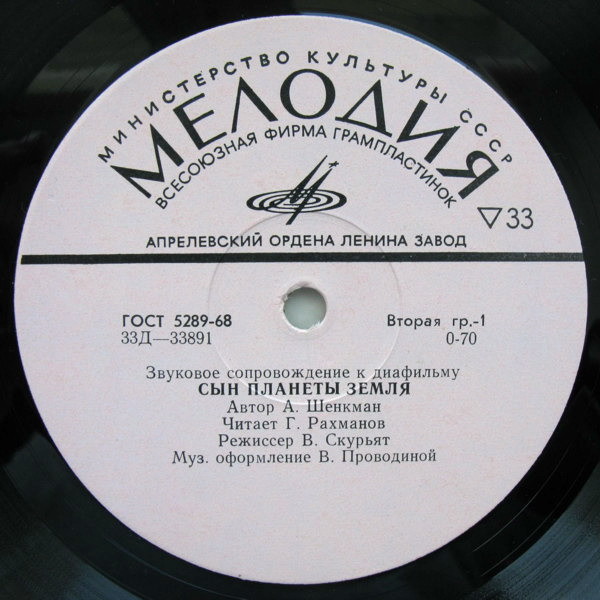 МИНИСТЕРСТВО КУЛЬТУРЫ СССР
МЕЛОДИЯ
ВСЕСОЮЗНАЯ ФИРМА ГРАМПЛАСТИНОК
▽33
АПРЕЛЕВСКИЙ ОРДЕНА ЛЕНИНА ЗАВОД
ГОСТ 5289-68 Вторая гр.-1
33Д—33891 0-70
Звуковое сопровождение к диафильму
СЫН ПЛАНЕТЫ ЗЕМЛЯ
Автор А. Шенкман
Читает Г. Рахманов
Режиссер В. Скурьят
Муз. оформление В. Проводиной